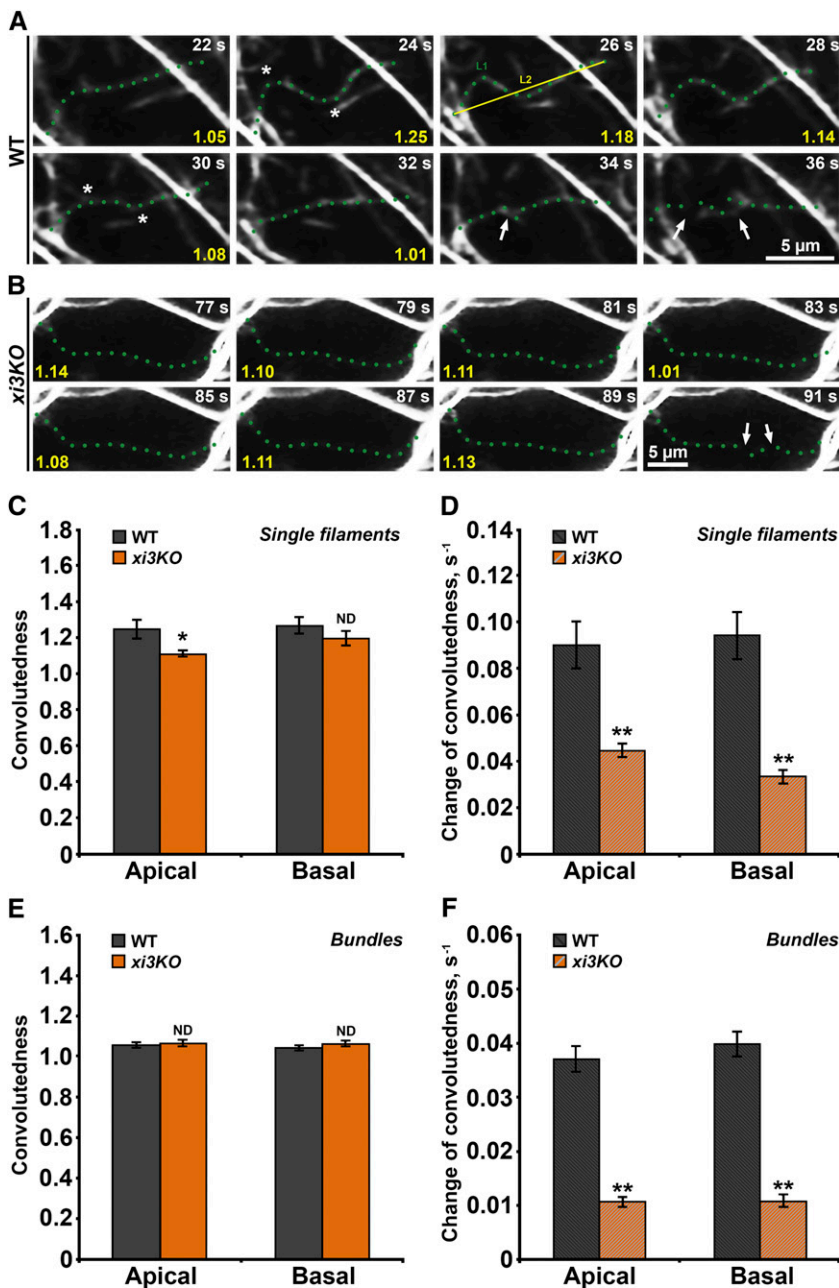 A
WT
22 s
24 s
26 s
28 s
* *
L1
L2
1.05
1.25
1.18
1.14
30 s
32 s
34 s
36 s
* *
1.08
1.01
5 µm
B
xi3KO
77 s
79 s
81 s
83 s
1.14
1.10
1.11
1.01
85 s
87 s
89 s
91 s
1.08
1.11
1.13
5 µm
C
Single filaments
WT
xi3KO
Convolutedness
1.8
1.6
1.4
1.2
1.0
0.8
0.6
0.4
0.2
0
*
ND
Apical
Basal
D
Single filaments
WT
xi3KO
Change of convolutedness, s⁻¹
0.14
0.12
0.10
0.08
0.06
0.04
0.02
0
**
**
Apical
Basal
E
Bundles
WT
xi3KO
Convolutedness
1.6
1.4
1.2
1.0
0.8
0.6
0.4
0.2
0
ND
ND
Apical
Basal
F
Bundles
WT
xi3KO
Change of convolutedness, s⁻¹
0.06
0.05
0.04
0.03
0.02
0.01
0
**
**
Apical
Basal